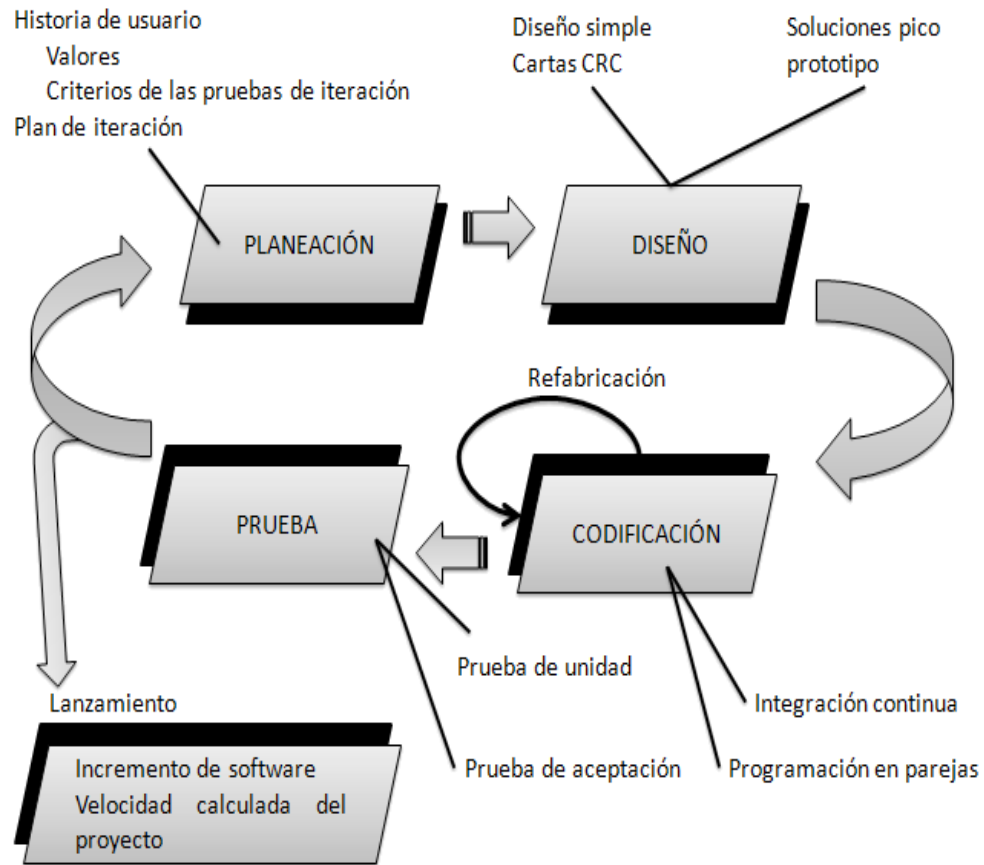 Historia de usuario
Valores
Criterios de las pruebas de iteración
Plan de iteración
Diseño simple
Cartas CRC
Soluciones pico
prototipo
PLANEACIÓN
DISEÑO
Refabricación
PRUEBA
CODIFICACIÓN
Prueba de unidad
Prueba de aceptación
Integración continua
Programación en parejas
Lanzamiento
Incremento de software
Velocidad calculada del
proyecto